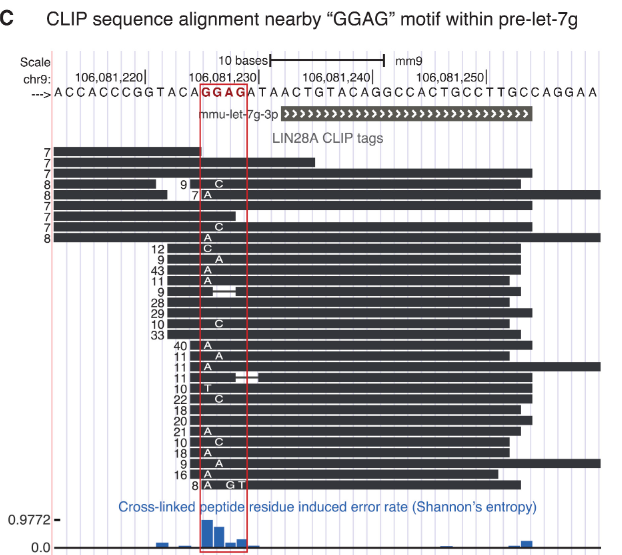 C CLIP sequence alignment nearby “GGAG” motif within pre-let-7g
Scale 10 bases mm9
chr9: 106,081,220 106,081,230 106,081,240 106,081,250
---> ACCACCCGGTACAGGAGATAACTGTACAGGCCACTGCCTTGCCAGGAA
mmu-let-7g-3p
LIN28A CLIP tags
7
7
7
8 9 C
8 7 A
7
7
7 C
8 A
12 C
9 A
43 A
11 A
9
28
29
10 C
33
40 A
11 A
11 A
11
10 T
22 C
18
20
21 A
10 C
18 A
9 A
16 A
8 A G T
Cross-linked peptide residue induced error rate (Shannon’s entropy)
0.9772
0.0